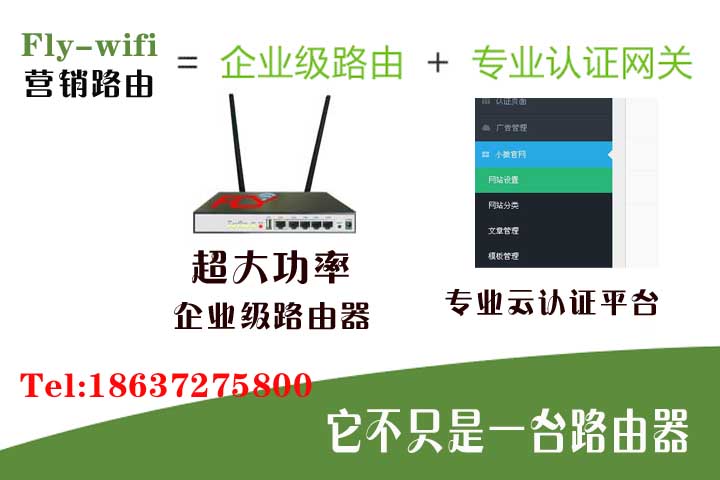 Fly-wifi
营销路由
= 企业级路由 + 专业认证网关
FLY
认证页面
广告管理
小微官网
网站设置
网站分类
文章管理
模板管理
超大功率
企业级路由器
专业云认证平台
Tel:18637275800
它不只是一台路由器